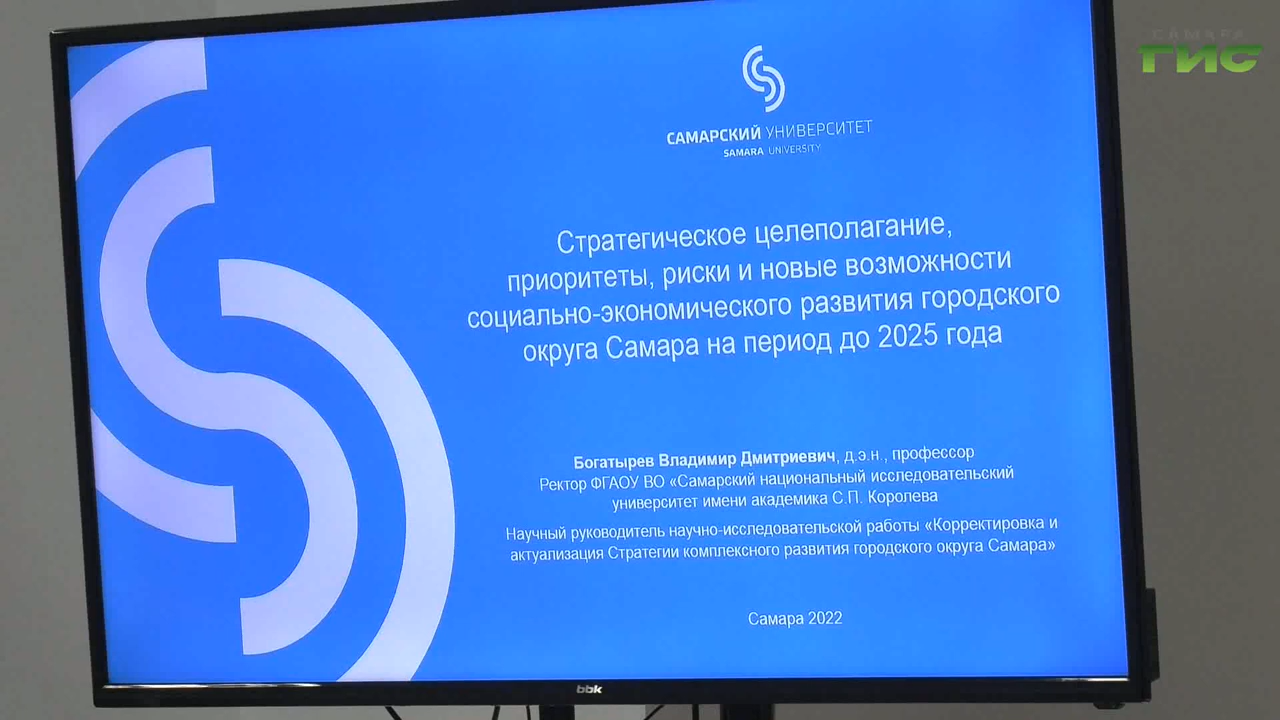 САМАРА
ГИС
САМАРСКИЙ УНИВЕРСИТЕТ
SAMARA UNIVERSITY
Стратегическое целеполагание,
приоритеты, риски и новые возможности
социально-экономического развития городского
округа Самара на период до 2025 года
Богатырев Владимир Дмитриевич, д.э.н., профессор
Ректор ФГАОУ ВО «Самарский национальный исследовательский
университет имени академика С.П. Королева
Научный руководитель научно-исследовательской работы «Корректировка и
актуализация Стратегии комплексного развития городского округа Самара»
Самара 2022
bbk